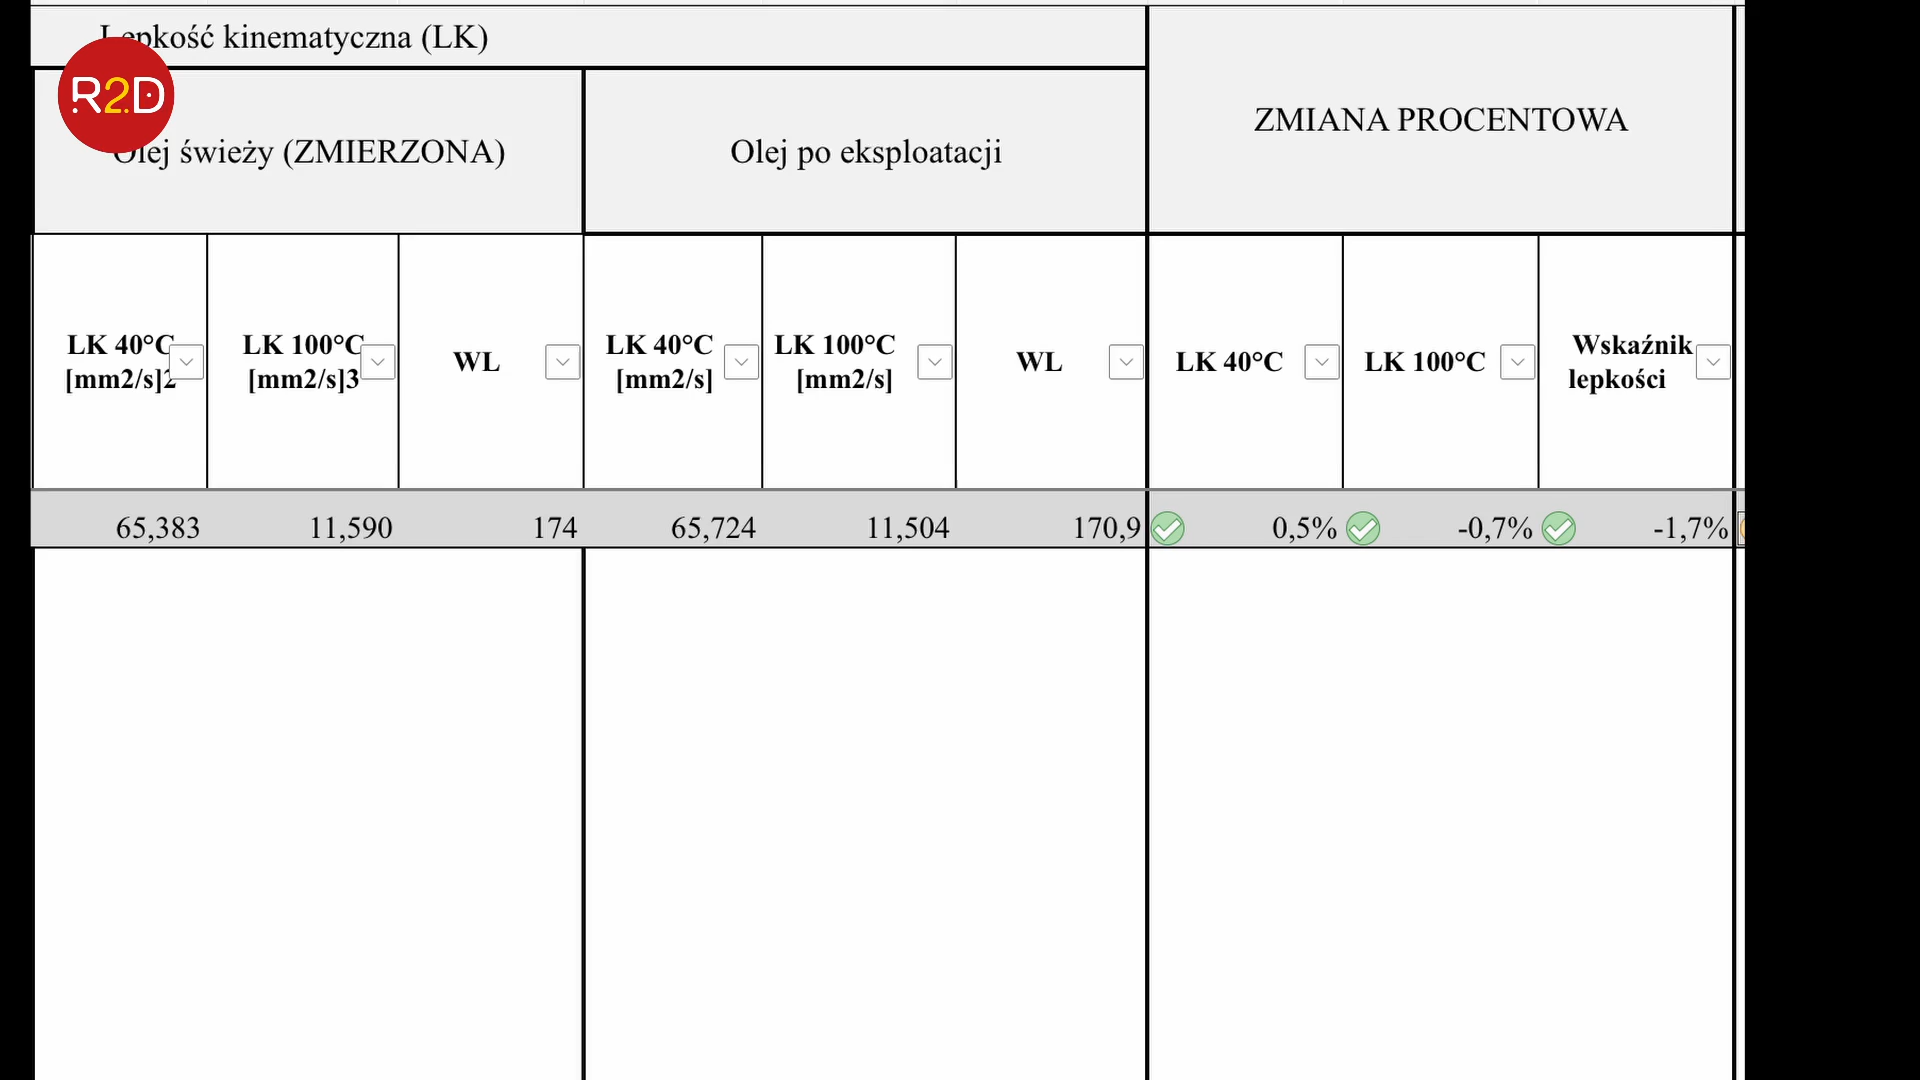 Lepkość kinematyczna (LK)
R2D
Olej świeży (ZMIERZONA)
Olej po eksploatacji
ZMIANA PROCENTOWA
LK 40°C
[mm2/s]2
LK 100°C
[mm2/s]3
WL
LK 40°C
[mm2/s]
LK 100°C
[mm2/s]
WL
LK 40°C
LK 100°C
Wskaźnik
lepkości
65,383 11,590 174 65,724 11,504 170,9 0,5% -0,7% -1,7%